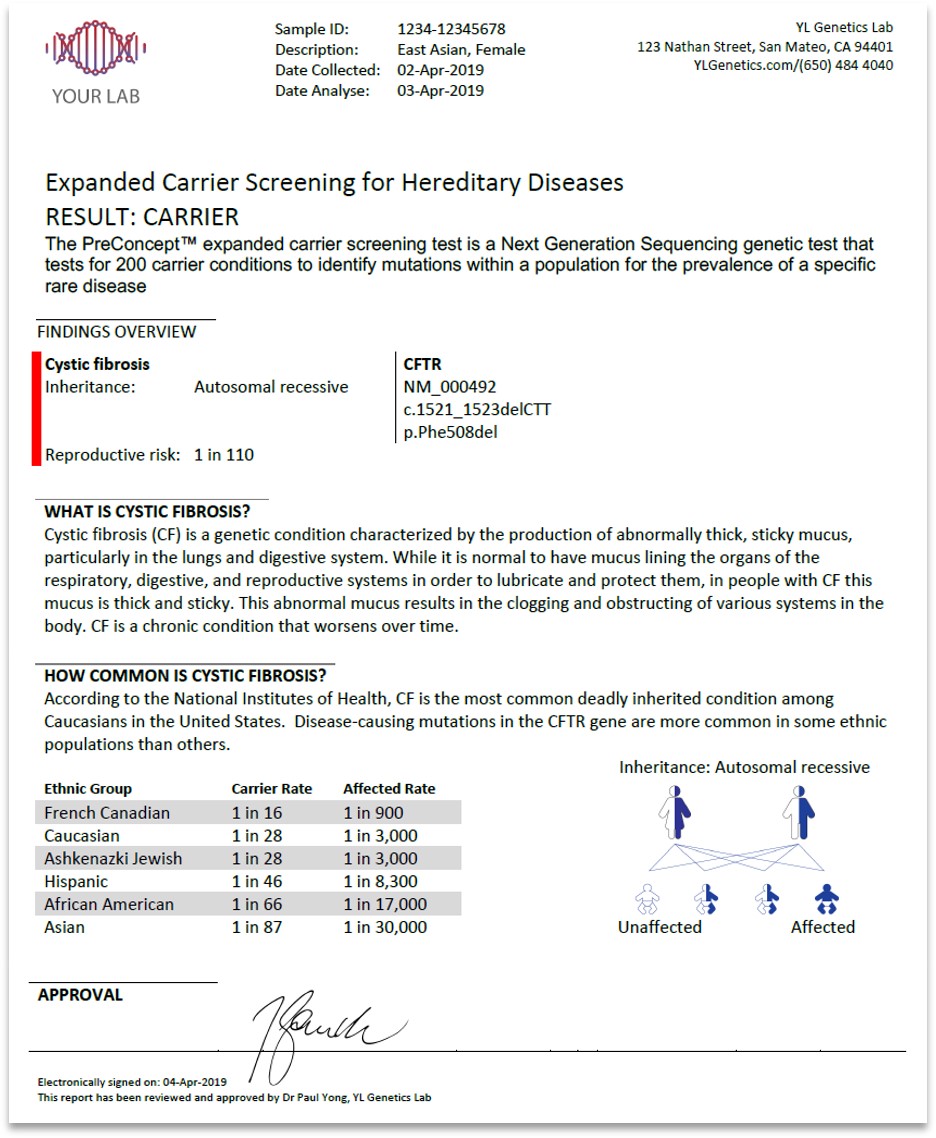 YOUR LAB
Sample ID: 1234-12345678
Description: East Asian, Female
Date Collected: 02-Apr-2019
Date Analyse: 03-Apr-2019
YL Genetics Lab
123 Nathan Street, San Mateo, CA 94401
YLGenetics.com/(650) 484 4040
Expanded Carrier Screening for Hereditary Diseases
RESULT: CARRIER
The PreConcept™ expanded carrier screening test is a Next Generation Sequencing genetic test that
tests for 200 carrier conditions to identify mutations within a population for the prevalence of a specific
rare disease
FINDINGS OVERVIEW
Cystic fibrosis
Inheritance: Autosomal recessive
Reproductive risk: 1 in 110
CFTR
NM_000492
c.1521_1523delCTT
p.Phe508del
WHAT IS CYSTIC FIBROSIS?
Cystic fibrosis (CF) is a genetic condition characterized by the production of abnormally thick, sticky mucus,
particularly in the lungs and digestive system. While it is normal to have mucus lining the organs of the
respiratory, digestive, and reproductive systems in order to lubricate and protect them, in people with CF this
mucus is thick and sticky. This abnormal mucus results in the clogging and obstructing of various systems in the
body. CF is a chronic condition that worsens over time.
HOW COMMON IS CYSTIC FIBROSIS?
According to the National Institutes of Health, CF is the most common deadly inherited condition among
Caucasians in the United States. Disease-causing mutations in the CFTR gene are more common in some ethnic
populations than others.
Ethnic Group Carrier Rate Affected Rate
French Canadian 1 in 16 1 in 900
Caucasian 1 in 28 1 in 3,000
Ashkenazki Jewish 1 in 28 1 in 3,000
Hispanic 1 in 46 1 in 8,300
African American 1 in 66 1 in 17,000
Asian 1 in 87 1 in 30,000
Inheritance: Autosomal recessive
Unaffected Affected
APPROVAL
Electronically signed on: 04-Apr-2019
This report has been reviewed and approved by Dr Paul Yong, YL Genetics Lab